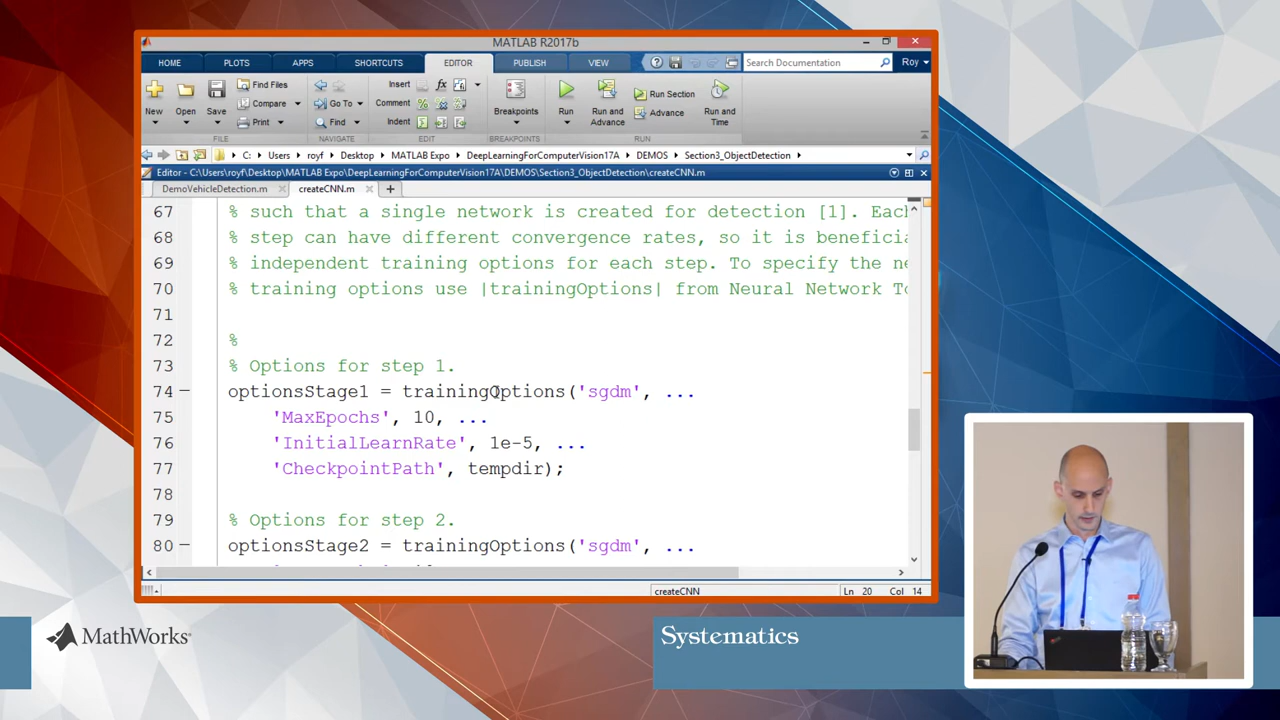 MATLAB R2017b
HOME PLOTS APPS SHORTCUTS EDITOR PUBLISH VIEW Search Documentation Roy
New Open Save Find Files Compare Print Go To Find Insert Comment Indent fx Breakpoints Run Run and Advance Run Section Advance Run and Time
FILE NAVIGATE EDIT BREAKPOINTS RUN
C: Users royf Desktop MATLAB Expo DeepLearningForComputerVision17A DEMOS Section3_ObjectDetection
Editor - C:\Users\royf\Desktop\MATLAB Expo\DeepLearningForComputerVision17A\DEMOS\Section3_ObjectDetection\createCNN.m
DemoVehicleDetection.m createCNN.m
67 % such that a single network is created for detection [1]. Each
68 % step can have different convergence rates, so it is beneficia
69 % independent training options for each step. To specify the ne
70 % training options use |trainingOptions| from Neural Network To
71
72 %
73 % Options for step 1.
74 optionsStage1 = trainingOptions('sgdm', ...
75 'MaxEpochs', 10, ...
76 'InitialLearnRate', 1e-5, ...
77 'CheckpointPath', tempdir);
78
79 % Options for step 2.
80 optionsStage2 = trainingOptions('sgdm', ...
createCNN Ln 20 Col 14
MathWorks®
Systematics